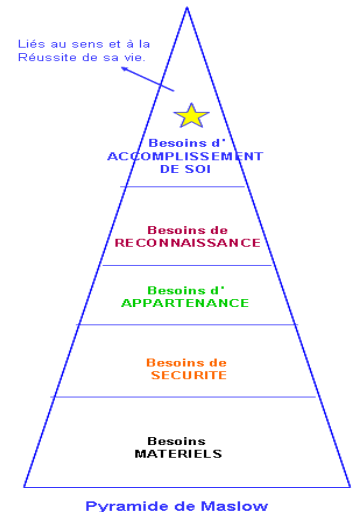 Liés au sens et à la
Réussite de sa vie.
Besoins d'
ACCOMPLISSEMENT
DE SOI
Besoins de
RECONNAISSANCE
Besoins d'
APPARTENANCE
Besoins de
SECURITE
Besoins
MATERIELS
Pyramide de Maslow